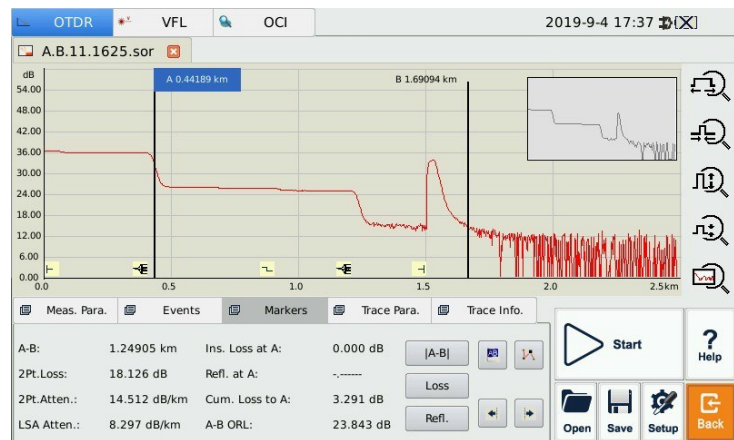 OTDR VFL OCI 2019-9-4 17:37
A.B.11.1625.sor
dB
54.00
A 0.44189 km
B 1.69094 km
48.00
42.00
36.00
30.00
24.00
18.00
12.00
6.00
0.00
0.0 0.5 1.0 1.5 2.0 2.5km
Meas. Para. Events Markers Trace Para. Trace Info.
A-B: 1.24905 km Ins. Loss at A: 0.000 dB |A-B| AB
2Pt.Loss: 18.126 dB Refl. at A: -.------
2Pt.Atten.: 14.512 dB/km Cum. Loss to A: 3.291 dB Loss
LSA Atten.: 8.297 dB/km A-B ORL: 23.843 dB Refl.
Start
? Help
Open Save Setup Back